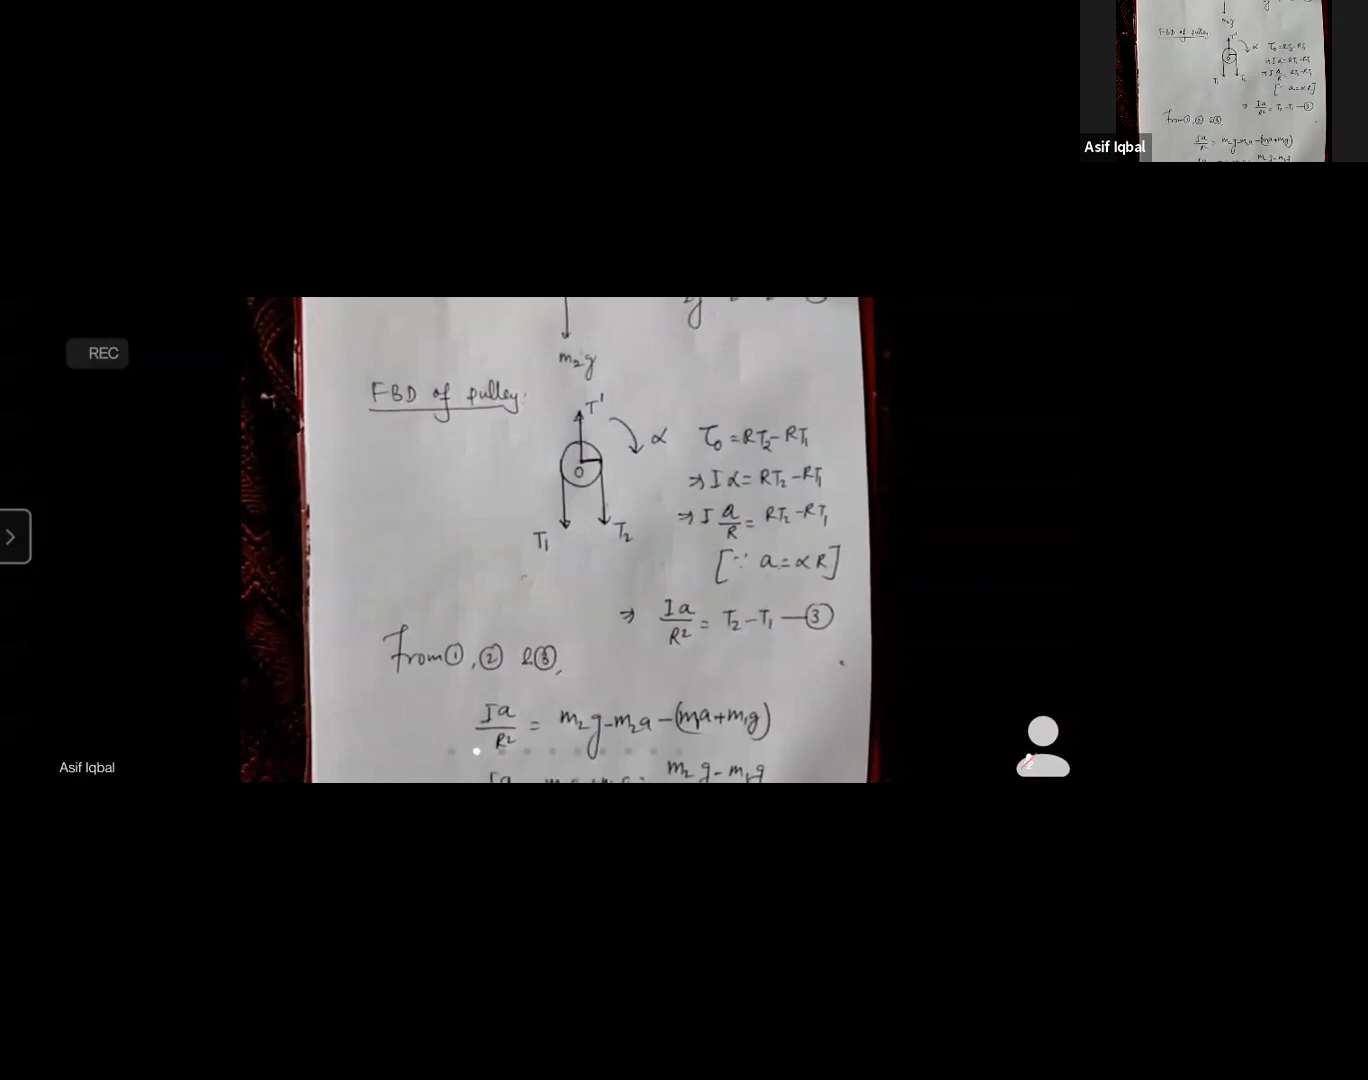 Asif Iqbal
REC
m₂g
FBD of pulley:
T'
α
O
T₁
T₂
τ₀ = RT₂ - RT₁
⇒ Iα = RT₂ - RT₁
⇒ I a/R = RT₂ - RT₁
[∵ a = αR]
⇒ Ia/R² = T₂ - T₁ —③
From ①, ② & ③,
Ia/R² = m₂g - m₂a - (m₁a + m₁g)
m₂g - m₁g
Asif Iqbal